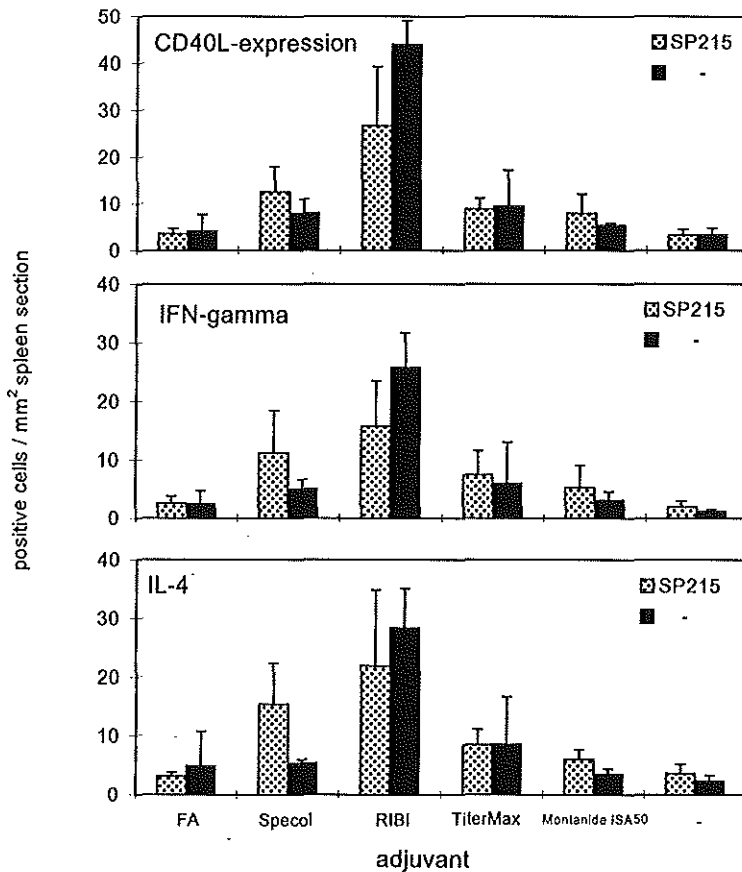 50
CD40L-expression
SP215
-
40
30
20
10
0
40
IFN-gamma
SP215
-
30
20
10
0
40
IL-4
SP215
-
30
20
10
0
positive cells / mm² spleen section
FA Specol RIBI TiterMax Montanide ISA50 -
adjuvant